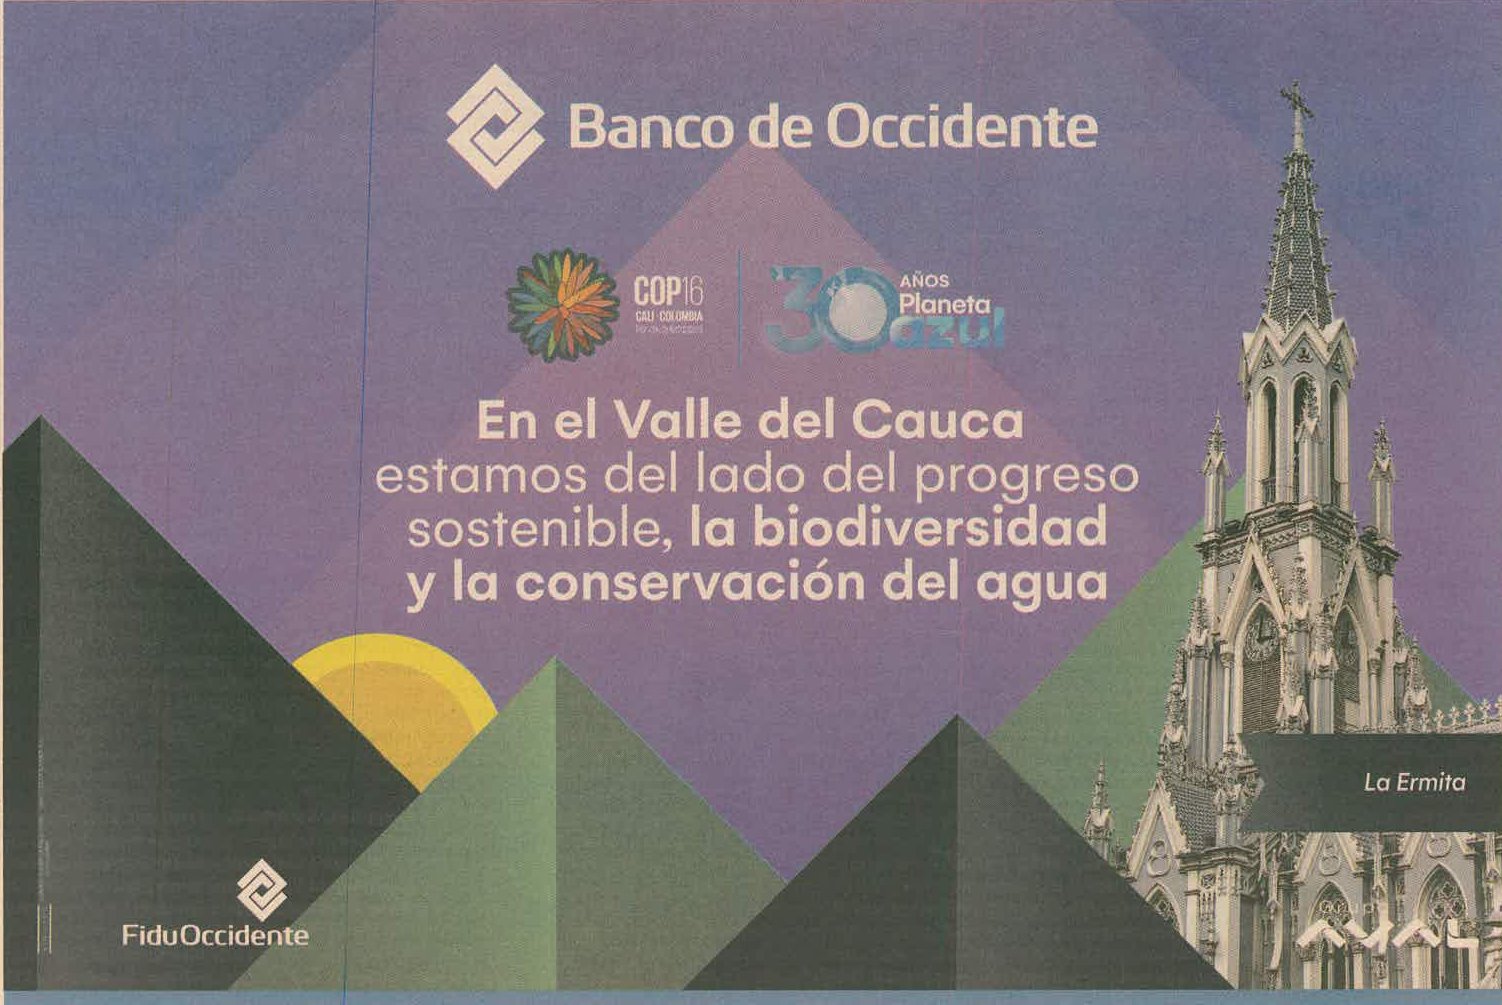 Banco de Occidente
COP16
CALI COLOMBIA
30 AÑOS
Planeta
azul
En el Valle del Cauca
estamos del lado del progreso
sostenible, la biodiversidad
y la conservación del agua
La Ermita
FiduOccidente
Grupo
AVAL